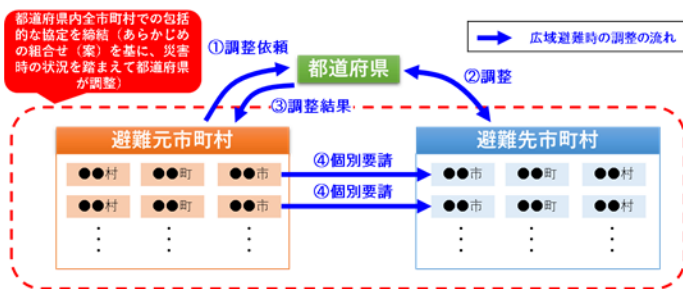 都道府県内全市町村での包括
的な協定を締結（あらかじめ
の組合せ（案）を基に、災害
時の状況を踏まえて都道府県
が調整）
①調整依頼
都道府県
広域避難時の調整の流れ
②調整
③調整結果
避難元市町村
避難先市町村
●●村 ●●町 ●●市
④個別要請
●●市 ●●町 ●●村
●●村 ●●町 ●●市
④個別要請
●●市 ●●町 ●●村
⋮ ⋮ ⋮
⋮ ⋮ ⋮